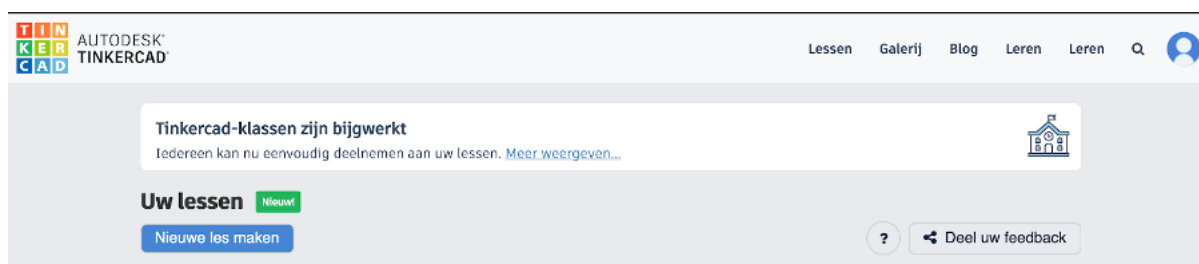 TIN
KER
CAD
AUTODESK®
TINKERCAD®
Lessen Galerij Blog Leren Leren
Tinkercad-klassen zijn bijgwerkt
Iedereen kan nu eenvoudig deelnemen aan uw lessen. Meer weergeven...
Uw lessen Nieuw!
Nieuwe les maken
? Deel uw feedback